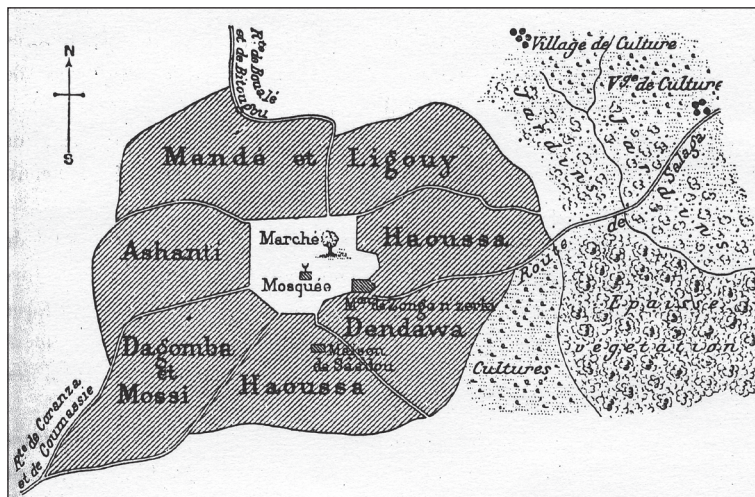 N
S
Rte de Boualé
et de Bitougou
Village de Culture
Vge de Culture
Jardins
Jardins
Route de Salaga
Mandé et Ligouy
Ashanti
Marché
Mosquée
Haoussa
Mon de Zongo n'zerki
Dendawa
Maison
de Sâadou
Dagomba
et
Mossi
Haoussa
Cultures
Epaisse
végétation
Rte de Coranza
et de Coumassie